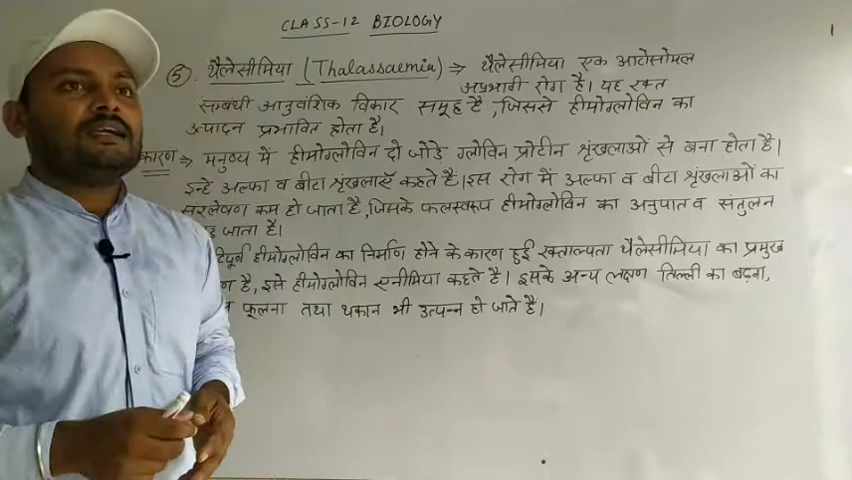 CLASS-12 BIOLOGY
1
⑤. थैलेसीमिया (Thalassaemia) ⇒ थैलेसीमिया एक आटोसोमल
अप्रभावी रोग है। यह रक्त
सम्बधी आनुवंशिक विकार समूह है, जिससे हीमोग्लोविन का
उत्पादन प्रभावित होता है।
कारण ⇒ मनुष्य में हीमोग्लोविन दो जोड़े ग्लोविन प्रोटीन श्रृंखलाओं से बना होता है।
इन्हे अल्फा व बीटा श्रृंखलाएँ कहते है। इस रोग में अल्फा व बीटा श्रृंखलाओं का
संश्लेषण कम हो जाता है, जिसके फलस्वरूप हीमोग्लोविन का अनुपात व संतुलन
जाता है।
हीमोग्लोविन का निर्माण होने के कारण हुई रक्ताल्पता थैलेसीमिया का प्रमुख
है, इसे हीमोग्लोविन एनीमिया कहते है। इसके अन्य लक्षण तिल्ली का बढ़ना,
फूलना तथा थकान भी उत्पन्न हो जाते है।